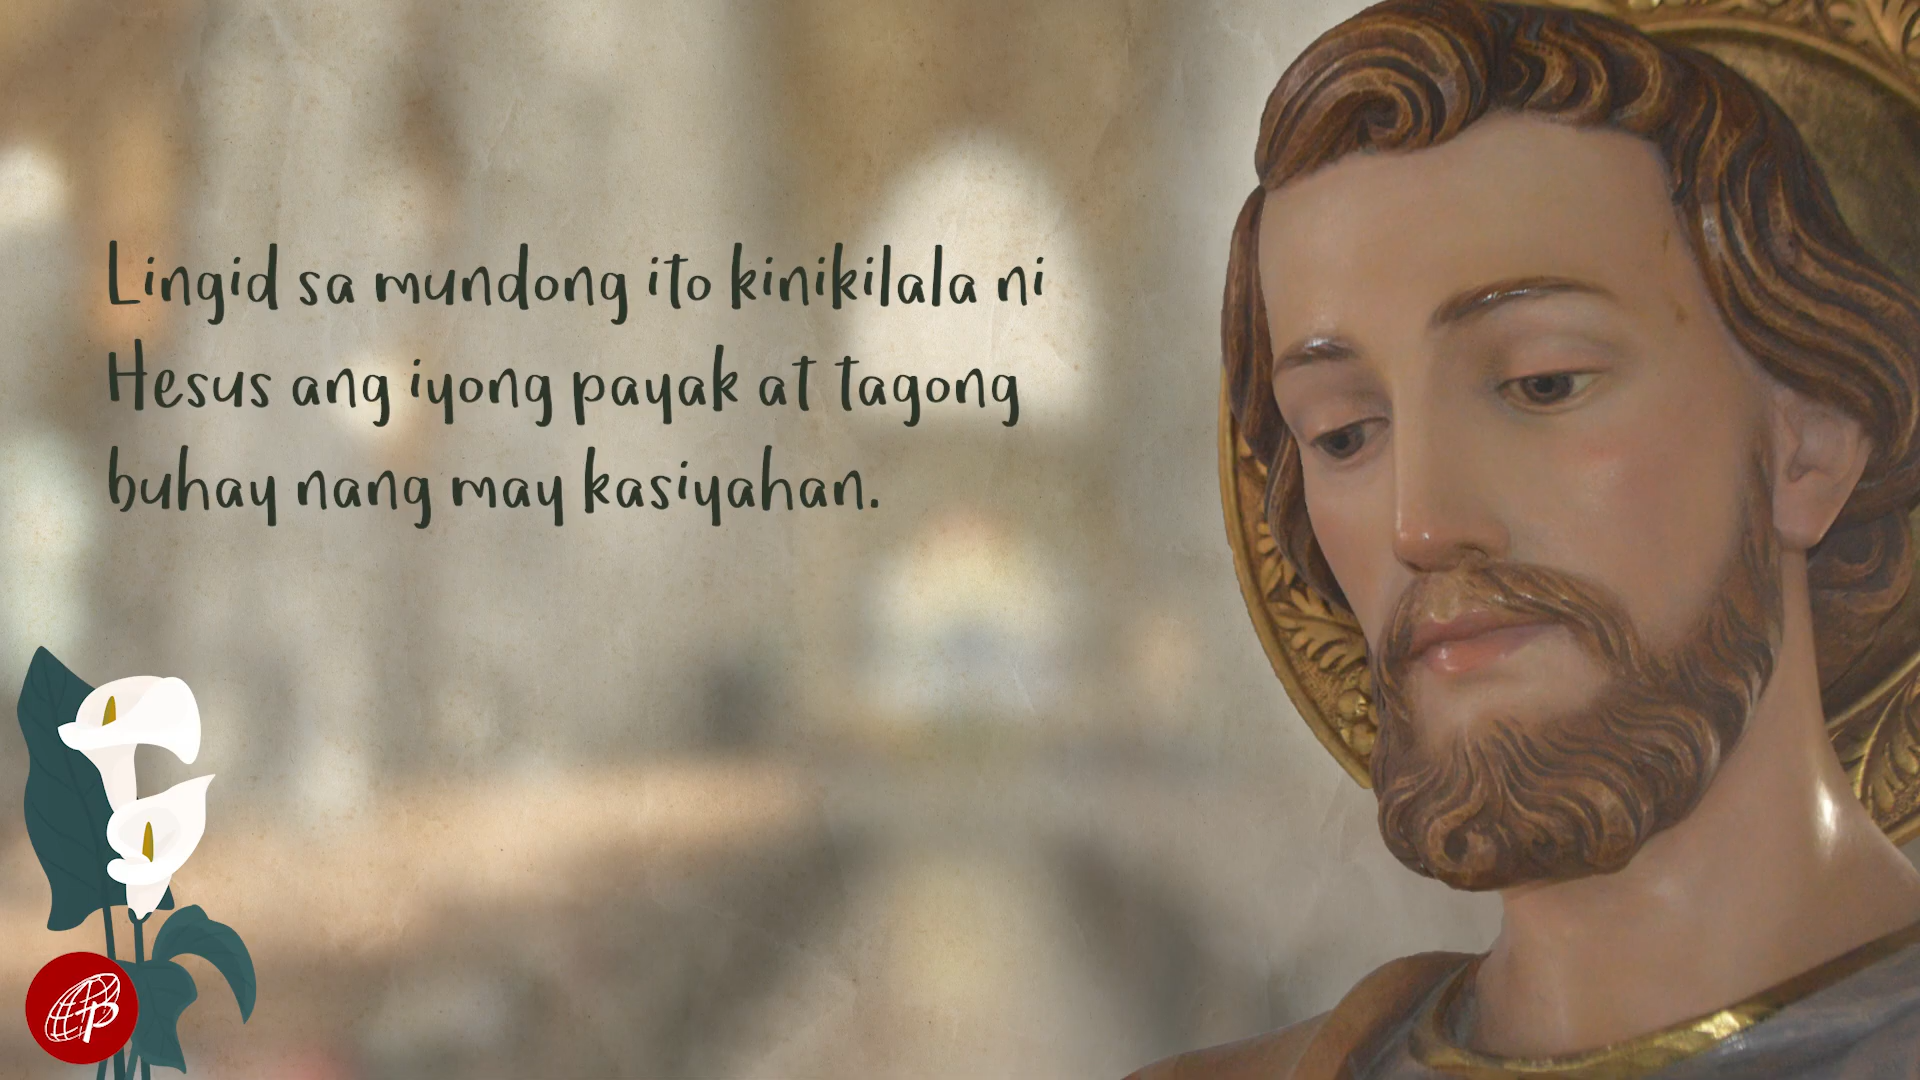 Lingid sa mundong ito kinikilala ni
Hesus ang iyong payak at tagong
buhay nang may kasiyahan.